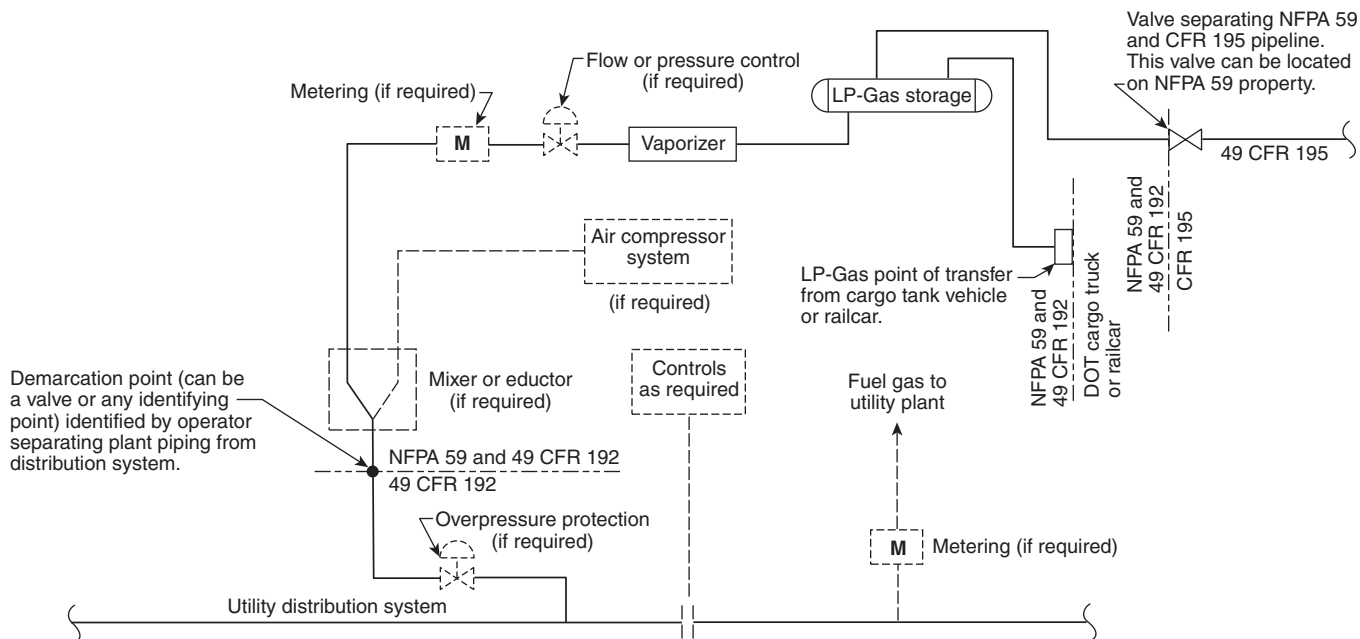 Valve separating NFPA 59
and CFR 195 pipeline.
This valve can be located
on NFPA 59 property.
Flow or pressure control
(if required)
Metering (if required)
M
Vaporizer
LP-Gas storage
49 CFR 195
NFPA 59 and
49 CFR 192
CFR 195
Air compressor
system
(if required)
LP-Gas point of transfer
from cargo tank vehicle
or railcar.
NFPA 59 and
49 CFR 192
DOT cargo truck
or railcar
Mixer or eductor
(if required)
Controls
as required
Fuel gas to
utility plant
Demarcation point (can be
a valve or any identifying
point) identified by operator
separating plant piping from
distribution system.
NFPA 59 and 49 CFR 192
49 CFR 192
Overpressure protection
(if required)
M
Metering (if required)
Utility distribution system